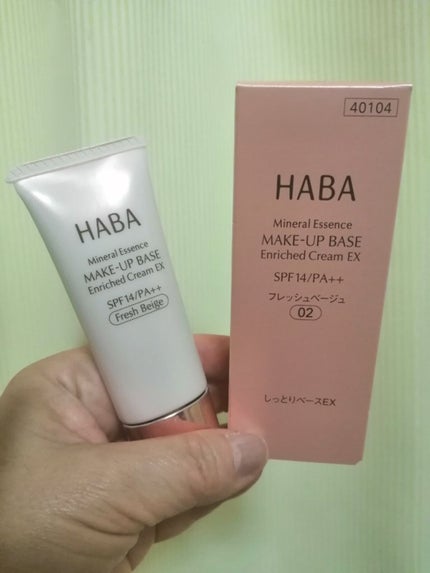 HABA
Mineral Essence
MAKE-UP BASE
Enriched Cream EX
SPF14/PA++
Fresh Beige
40104
HABA
Mineral Essence
MAKE-UP BASE
Enriched Cream EX
SPF14/PA++
フレッシュベージュ
02
しっとりベースEX